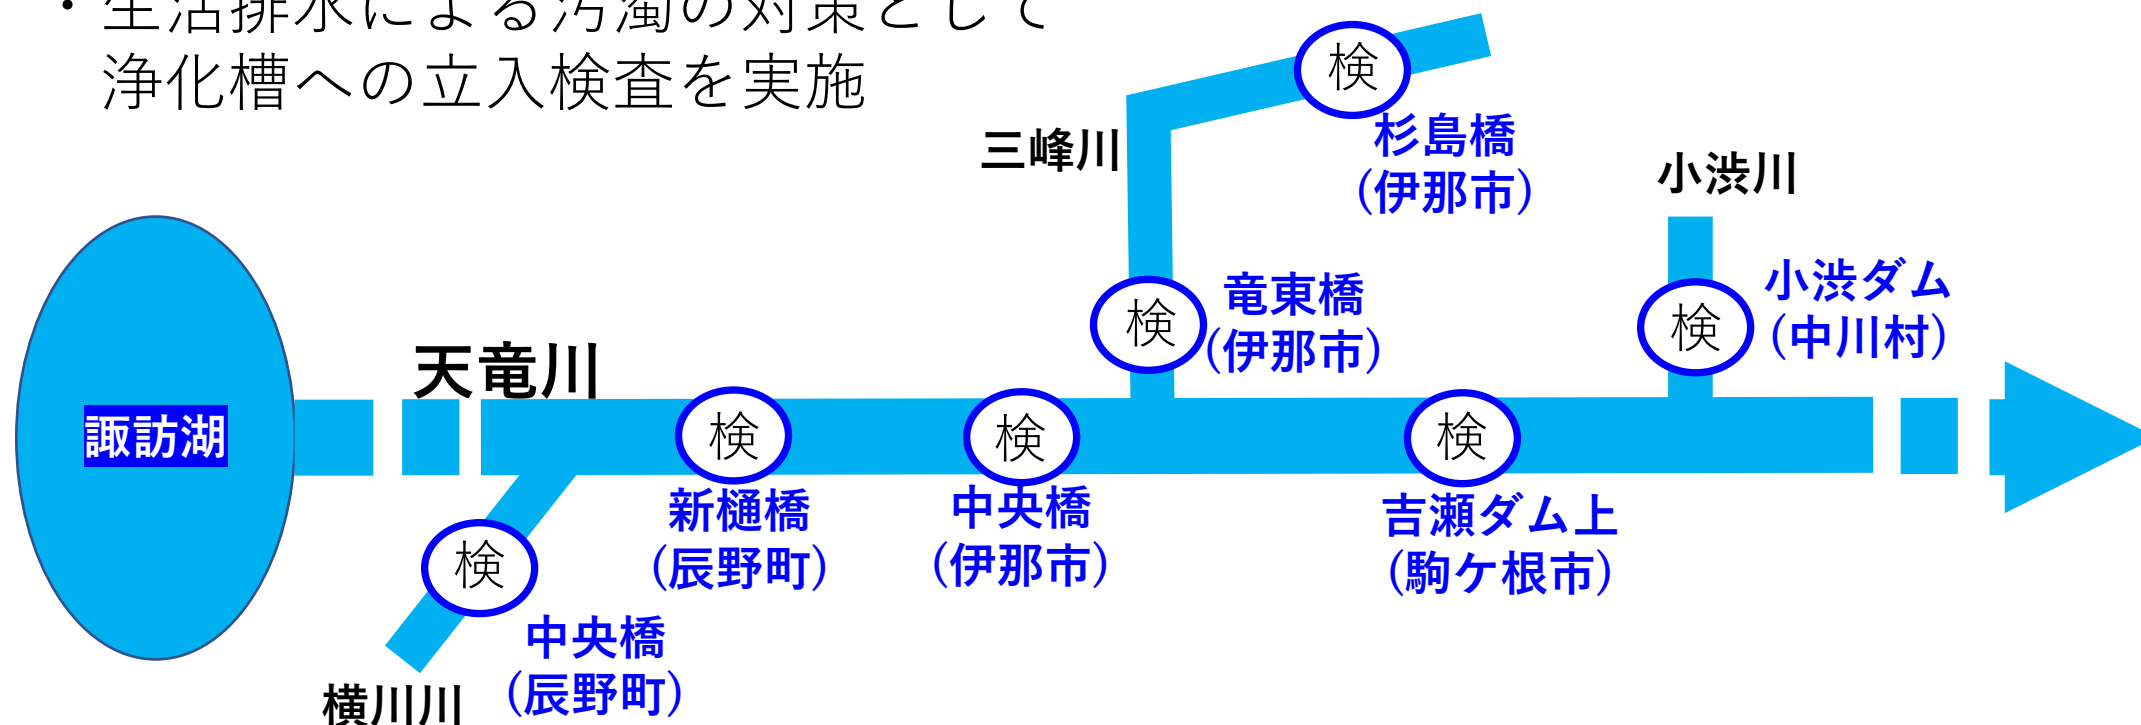 ・生活排水による汚濁の対策として
浄化槽への立入検査を実施
検
杉島橋
(伊那市)
三峰川
小渋川
検
竜東橋
(伊那市)
検
小渋ダム
(中川村)
天竜川
諏訪湖
検
新樋橋
(辰野町)
検
中央橋
(伊那市)
検
吉瀬ダム上
(駒ケ根市)
検
中央橋
(辰野町)
横川川